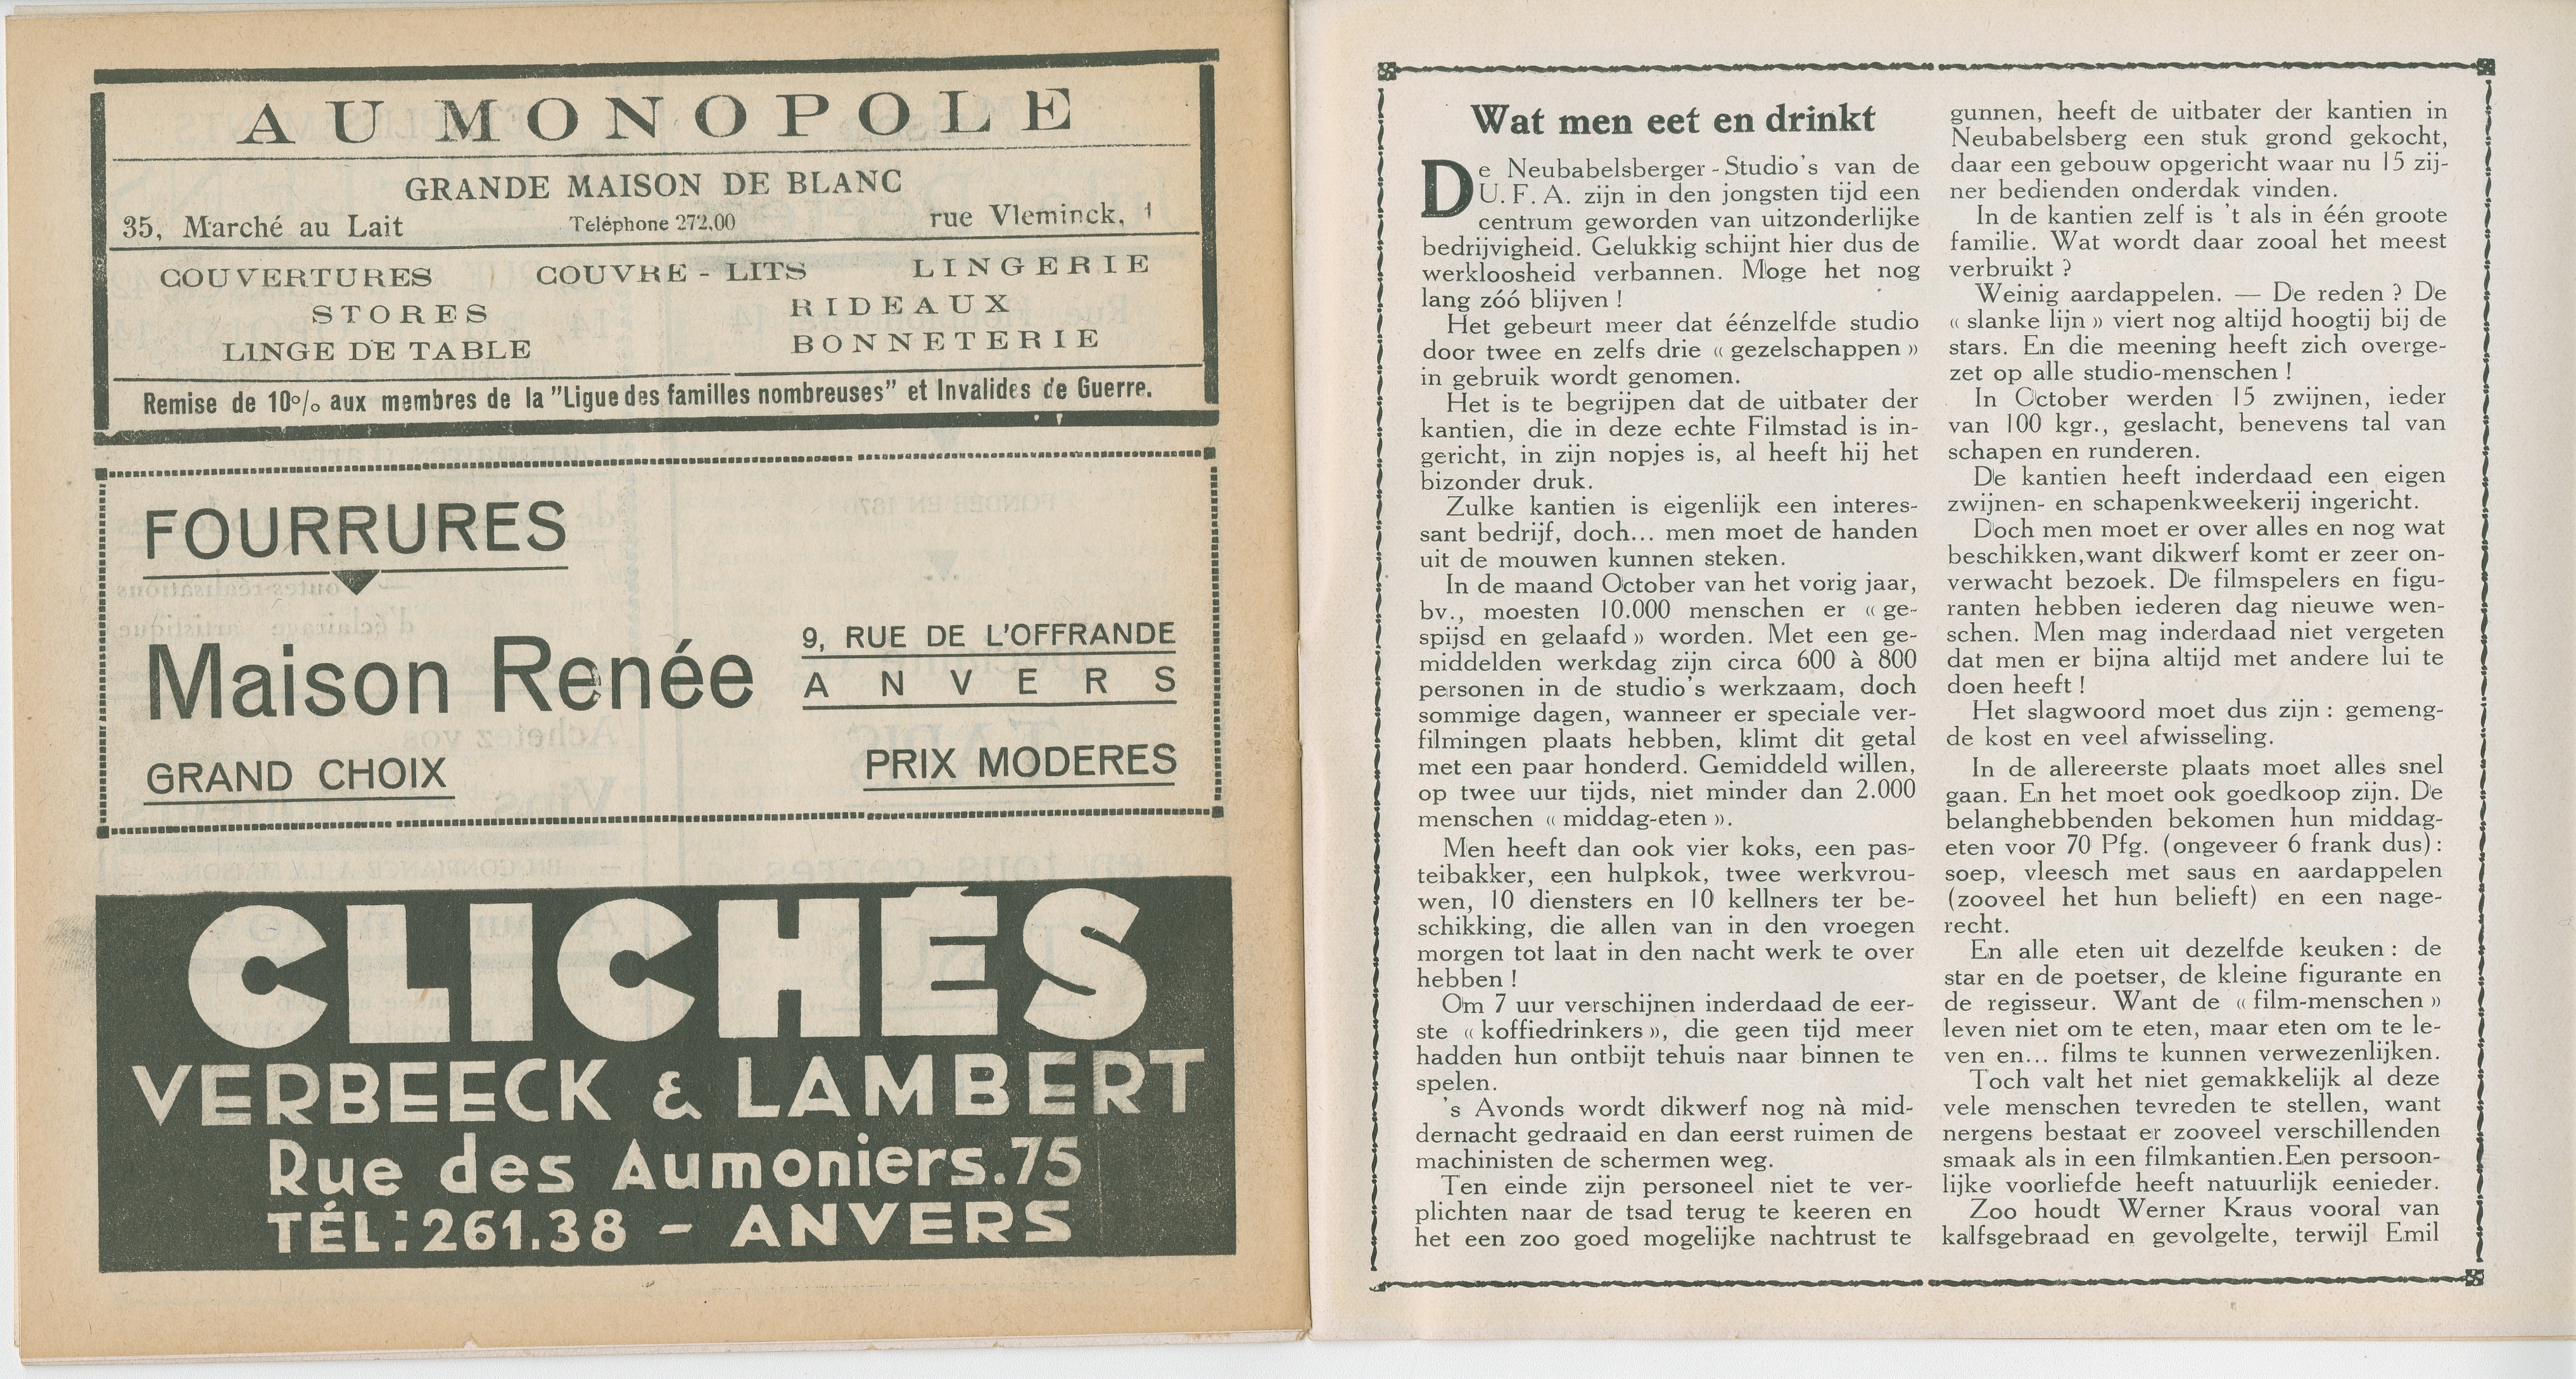 AU MONOPOLE
GRANDE MAISON DE BLANC
35, Marché au Lait Teléphone 272,00 rue Vleminck, 1
COUVERTURES COUVRE - LITS LINGERIE
STORES RIDEAUX
LINGE DE TABLE BONNETERIE
Remise de 10% aux membres de la "Ligue des familles nombreuses" et Invalides de Guerre.
FOURRURES
Maison Renée
9, RUE DE L'OFFRANDE
ANVERS
GRAND CHOIX
PRIX MODERES
CLICHÉS
VERBEECK & LAMBERT
Rue des Aumoniers.75
TÉL:261.38 - ANVERS
Wat men eet en drinkt
De Neubabelsberger-Studio's van de
U.F.A. zijn in den jongsten tijd een
centrum geworden van uitzonderlijke
bedrijvigheid. Gelukkig schijnt hier dus de
werkloosheid verbannen. Moge het nog
lang zóó blijven !
Het gebeurt meer dat éénzelfde studio
door twee en zelfs drie « gezelschappen »
in gebruik wordt genomen.
Het is te begrijpen dat de uitbater der
kantien, die in deze echte Filmstad is in-
gericht, in zijn nopjes is, al heeft hij het
bizonder druk.
Zulke kantien is eigenlijk een interes-
sant bedrijf, doch... men moet de handen
uit de mouwen kunnen steken.
In de maand October van het vorig jaar,
bv., moesten 10.000 menschen er « ge-
spijsd en gelaafd » worden. Met een ge-
middelden werkdag zijn circa 600 à 800
personen in de studio's werkzaam, doch
sommige dagen, wanneer er speciale ver-
filmingen plaats hebben, klimt dit getal
met een paar honderd. Gemiddeld willen,
op twee uur tijds, niet minder dan 2.000
menschen « middag-eten ».
Men heeft dan ook vier koks, een pas-
teibakker, een hulpkok, twee werkvrou-
wen, 10 diensters en 10 kellners ter be-
schikking, die allen van in den vroegen
morgen tot laat in den nacht werk te over
hebben !
Om 7 uur verschijnen inderdaad de eer-
ste « koffiedrinkers », die geen tijd meer
hadden hun ontbijt tehuis naar binnen te
spelen.
's Avonds wordt dikwerf nog nà mid-
dernacht gedraaid en dan eerst ruimen de
machinisten de schermen weg.
Ten einde zijn personeel niet te ver-
plichten naar de tsad terug te keeren en
het een zoo goed mogelijke nachtrust te
gunnen, heeft de uitbater der kantien in
Neubabelsberg een stuk grond gekocht,
daar een gebouw opgericht waar nu 15 zij-
ner bedienden onderdak vinden.
In de kantien zelf is 't als in één groote
familie. Wat wordt daar zooal het meest
verbruikt ?
Weinig aardappelen. — De reden ? De
« slanke lijn » viert nog altijd hoogtij bij de
stars. En die meening heeft zich overge-
zet op alle studio-menschen !
In October werden 15 zwijnen, ieder
van 100 kgr., geslacht, benevens tal van
schapen en runderen.
De kantien heeft inderdaad een eigen
zwijnen- en schapenkweekerij ingericht.
Doch men moet er over alles en nog wat
beschikken,want dikwerf komt er zeer on-
verwacht bezoek. De filmspelers en figu-
ranten hebben iederen dag nieuwe wen-
schen. Men mag inderdaad niet vergeten
dat men er bijna altijd met andere lui te
doen heeft !
Het slagwoord moet dus zijn : gemeng-
de kost en veel afwisseling.
In de allereerste plaats moet alles snel
gaan. En het moet ook goedkoop zijn. De
belanghebbenden bekomen hun middag-
eten voor 70 Pfg. (ongeveer 6 frank dus) :
soep, vleesch met saus en aardappelen
(zooveel het hun belieft) en een nage-
recht.
En alle eten uit dezelfde keuken : de
star en de poetser, de kleine figurante en
de regisseur. Want de « film-menschen »
leven niet om te eten, maar eten om te le-
ven en... films te kunnen verwezenlijken.
Toch valt het niet gemakkelijk al deze
vele menschen tevreden te stellen, want
nergens bestaat er zooveel verschillenden
smaak als in een filmkantien.Een persoon-
lijke voorliefde heeft natuurlijk eenieder.
Zoo houdt Werner Kraus vooral van
kalfsgebraad en gevolgelte, terwijl Emil